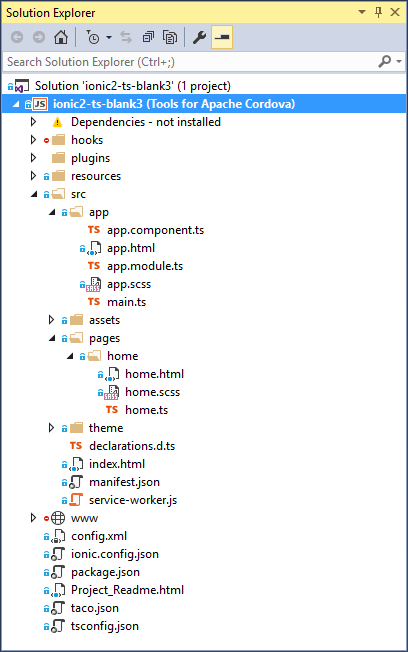 Solution Explorer
Search Solution Explorer (Ctrl+;)
Solution 'ionic2-ts-blank3' (1 project)
JS ionic2-ts-blank3 (Tools for Apache Cordova)
Dependencies - not installed
hooks
plugins
resources
src
app
TS app.component.ts
app.html
TS app.module.ts
app.scss
TS main.ts
assets
pages
home
home.html
home.scss
TS home.ts
theme
TS declarations.d.ts
index.html
manifest.json
service-worker.js
www
config.xml
ionic.config.json
package.json
Project_Readme.html
taco.json
tsconfig.json